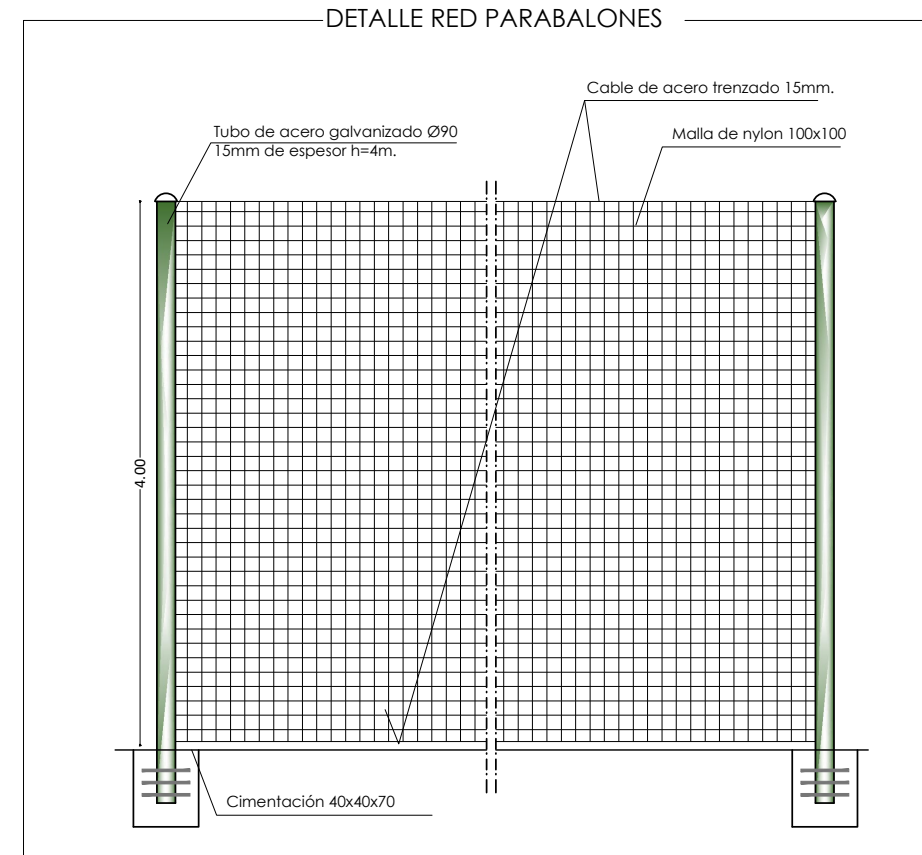 DETALLE RED PARABALONES
Cable de acero trenzado 15mm.
Tubo de acero galvanizado Ø90
15mm de espesor h=4m.
Malla de nylon 100x100
4.00
Cimentación 40x40x70